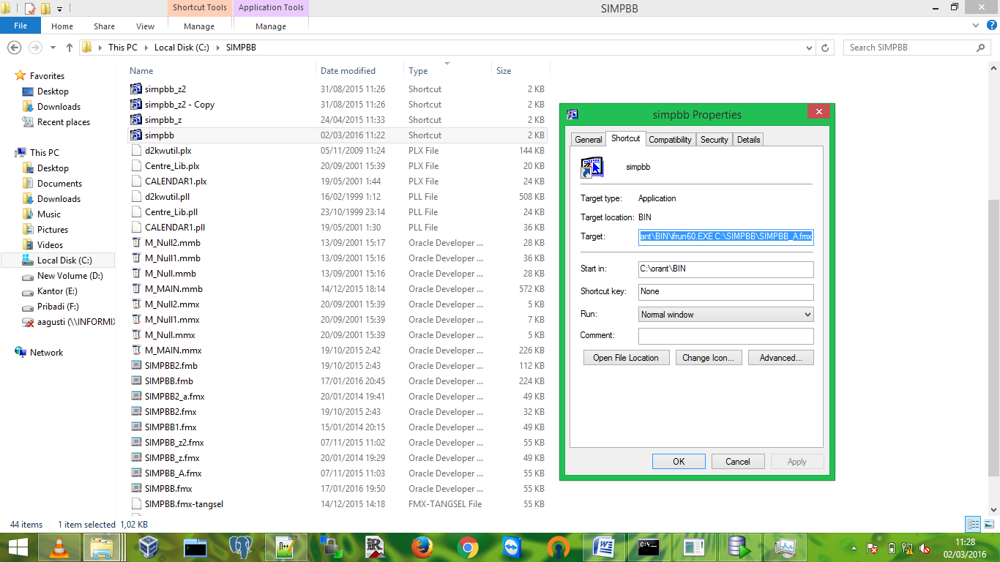 Shortcut Tools Application Tools SIMPBB
File Home Shortcut View Manage Manage
This PC Local Disk (C:) SIMPBB Search SIMPBB
Favorites
Desktop
Downloads
Recent places
This PC
Desktop
Documents
Downloads
Music
Pictures
Videos
Local Disk (C:)
New Volume (D:)
Kantor (E:)
Pribadi (F:)
aagusti (\\INFORMIX
Network
Name Date modified Type Size
simpbb_z2 31/08/2015 11:26 Shortcut 2 KB
simpbb_z2 - Copy 31/08/2015 11:26 Shortcut 2 KB
simpbb_z 24/04/2015 11:33 Shortcut 2 KB
simpbb 02/03/2016 11:22 Shortcut 2 KB
d2kwutil.plx 05/11/2009 11:24 PLX File 144 KB
Centre_Lib.plx 20/09/2001 15:39 PLX File 20 KB
CALENDAR1.plx 19/05/2001 1:44 PLX File 24 KB
d2kwutil.pll 16/02/1999 1:12 PLL File 508 KB
Centre_Lib.pll 23/10/1999 23:14 PLL File 24 KB
CALENDAR1.pll 19/05/2001 1:30 PLL File 36 KB
M_Null2.mmb 13/09/2001 15:17 Oracle Developer ... 28 KB
M_Null1.mmb 13/09/2001 15:16 Oracle Developer ... 36 KB
M_Null.mmb 13/09/2001 15:16 Oracle Developer ... 28 KB
M_MAIN.mmb 14/12/2015 18:14 Oracle Developer ... 572 KB
M_Null2.mmx 20/09/2001 15:39 Oracle Developer ... 5 KB
M_Null1.mmx 20/09/2001 15:39 Oracle Developer ... 7 KB
M_Null.mmx 20/09/2001 15:39 Oracle Developer ... 5 KB
M_MAIN.mmx 19/10/2015 2:42 Oracle Developer ... 226 KB
SIMPBB2.fmb 19/10/2015 2:43 Oracle Developer ... 112 KB
SIMPBB.fmb 17/01/2016 20:45 Oracle Developer ... 224 KB
SIMPBB2_a.fmx 20/01/2014 19:41 Oracle Developer ... 49 KB
SIMPBB2.fmx 19/10/2015 2:43 Oracle Developer ... 32 KB
SIMPBB1.fmx 15/01/2014 20:15 Oracle Developer ... 49 KB
SIMPBB_z2.fmx 07/11/2015 11:02 Oracle Developer ... 55 KB
SIMPBB_z.fmx 20/01/2014 19:29 Oracle Developer ... 49 KB
SIMPBB_A.fmx 07/11/2015 11:03 Oracle Developer ... 55 KB
SIMPBB.fmx 17/01/2016 19:50 Oracle Developer ... 55 KB
SIMPBB.fmx-tangsel 14/12/2015 14:18 FMX-TANGSEL File 55 KB
simpbb Properties
General Shortcut Compatibility Security Details
simpbb
Target type: Application
Target location: BIN
Target: ant\BIN\ifrun60.EXE C:\SIMPBB\SIMPBB_A.fmx
Start in: C:\orant\BIN
Shortcut key: None
Run: Normal window
Comment:
Open File Location Change Icon... Advanced...
OK Cancel Apply
44 items 1 item selected 1,02 KB
11:28
02/03/2016